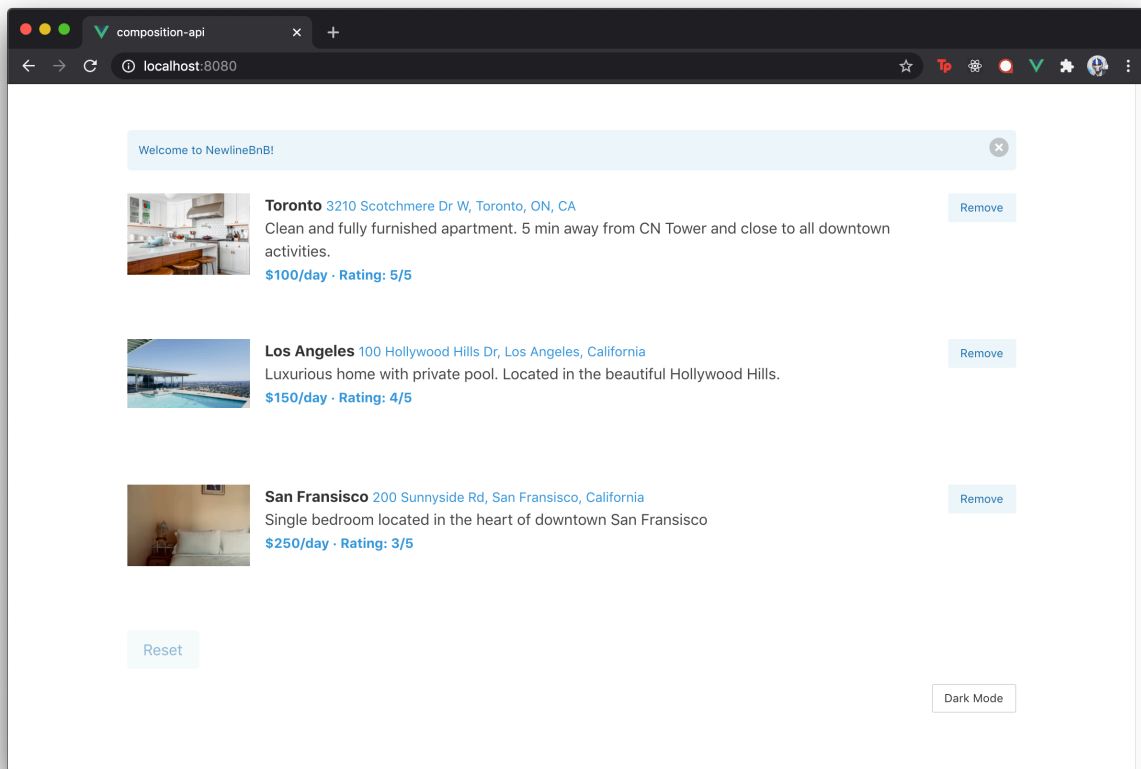 composition-api
localhost:8080
Tp
Welcome to NewlineBnB!
Toronto 3210 Scotchmere Dr W, Toronto, ON, CA
Remove
Clean and fully furnished apartment. 5 min away from CN Tower and close to all downtown
activities.
$100/day · Rating: 5/5
Los Angeles 100 Hollywood Hills Dr, Los Angeles, California
Remove
Luxurious home with private pool. Located in the beautiful Hollywood Hills.
$150/day · Rating: 4/5
San Fransisco 200 Sunnyside Rd, San Fransisco, California
Remove
Single bedroom located in the heart of downtown San Fransisco
$250/day · Rating: 3/5
Reset
Dark Mode